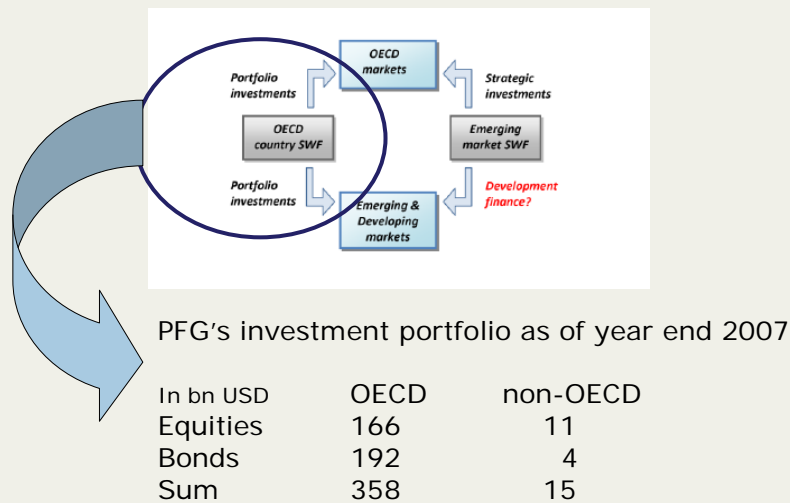 OECD
markets
Portfolio
investments
Strategic
investments
OECD
country SWF
Emerging
market SWF
Portfolio
investments
Development
finance?
Emerging &
Developing
markets
PFG's investment portfolio as of year end 2007
In bn USD OECD non-OECD
Equities 166 11
Bonds 192 4
Sum 358 15